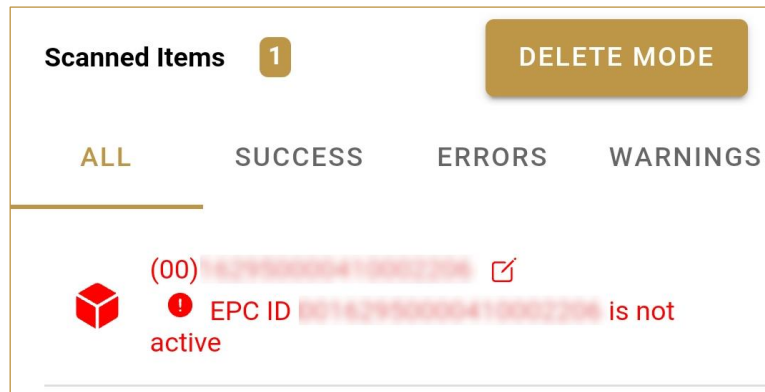 Scanned Items 1
DELETE MODE
ALL SUCCESS ERRORS WARNINGS
(00)
EPC ID is not
active